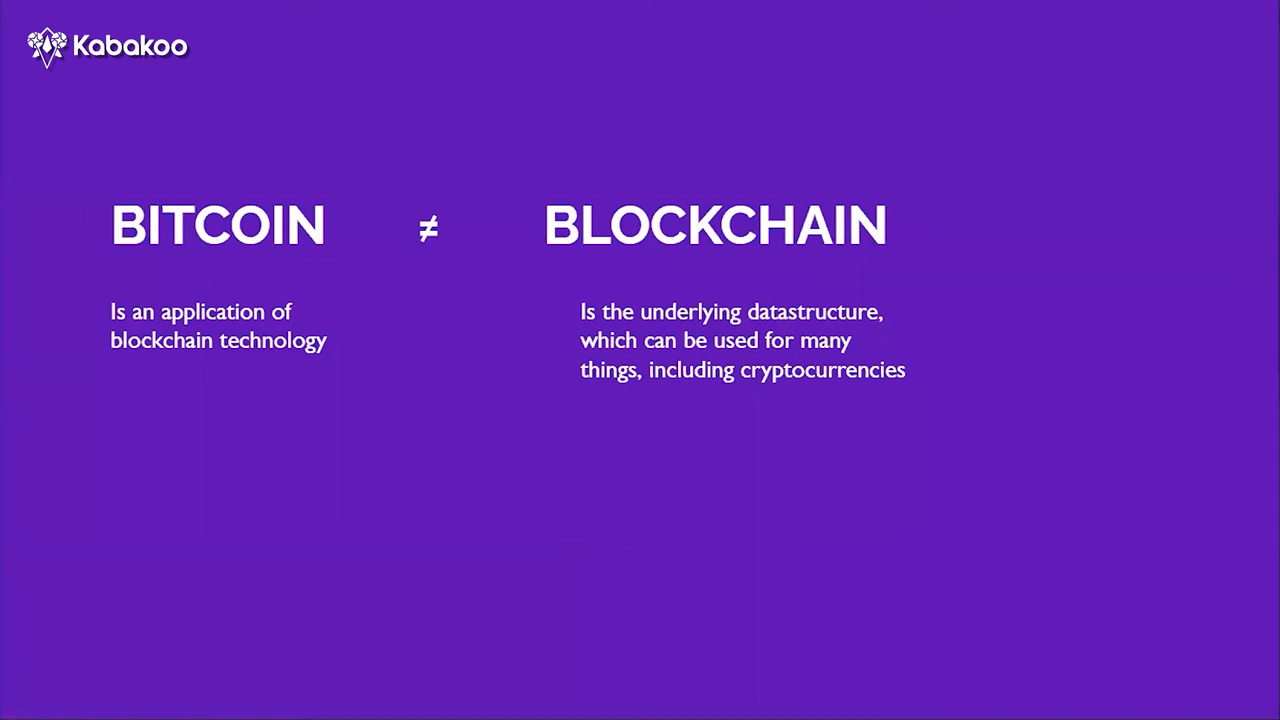 Kabakoo
BITCOIN ≠ BLOCKCHAIN
Is an application of
blockchain technology
Is the underlying datastructure,
which can be used for many
things, including cryptocurrencies